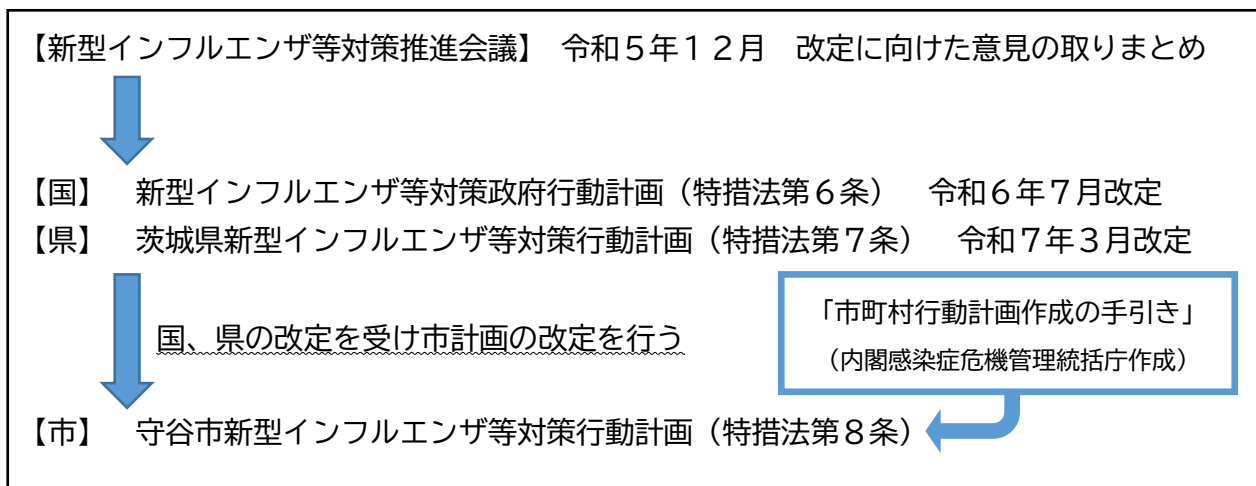 【新型インフルエンザ等対策推進会議】　令和５年１２月　改定に向けた意見の取りまとめ
【国】　新型インフルエンザ等対策政府行動計画（特措法第６条）　令和６年７月改定
【県】　茨城県新型インフルエンザ等対策行動計画（特措法第７条）　令和７年３月改定
「市町村行動計画作成の手引き」
（内閣感染症危機管理統括庁作成）
国、県の改定を受け市計画の改定を行う
【市】　守谷市新型インフルエンザ等対策行動計画（特措法第８条）